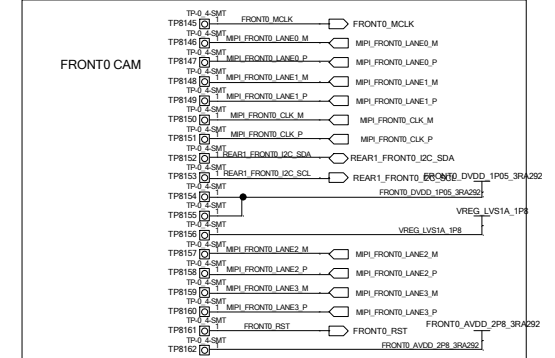 FRONT0 CAM
TP-0_4-SMT
TP8145 1 FRONT0_MCLK FRONT0_MCLK
TP-0_4-SMT
TP8146 1 MIPI_FRONT0_LANE0_M MIPI_FRONT0_LANE0_M
TP-0_4-SMT
TP8147 1 MIPI_FRONT0_LANE0_P MIPI_FRONT0_LANE0_P
TP-0_4-SMT
TP8148 1 MIPI_FRONT0_LANE1_M MIPI_FRONT0_LANE1_M
TP-0_4-SMT
TP8149 1 MIPI_FRONT0_LANE1_P MIPI_FRONT0_LANE1_P
TP-0_4-SMT
TP8150 1 MIPI_FRONT0_CLK_M MIPI_FRONT0_CLK_M
TP-0_4-SMT
TP8151 1 MIPI_FRONT0_CLK_P MIPI_FRONT0_CLK_P
TP-0_4-SMT
TP8152 1 REAR1_FRONT0_I2C_SDA REAR1_FRONT0_I2C_SDA
TP-0_4-SMT
TP8153 1 REAR1_FRONT0_I2C_SCL REAR1_FRONT0_I2C_SCL FRONT0_DVDD_1P05_3RA292
TP-0_4-SMT
TP8154 1 FRONT0_DVDD_1P05_3RA292
TP-0_4-SMT
TP8155 1 VREG_LVS1A_1P8
TP-0_4-SMT
TP8156 1 VREG_LVS1A_1P8
TP-0_4-SMT
TP8157 1 MIPI_FRONT0_LANE2_M MIPI_FRONT0_LANE2_M
TP-0_4-SMT
TP8158 1 MIPI_FRONT0_LANE2_P MIPI_FRONT0_LANE2_P
TP-0_4-SMT
TP8159 1 MIPI_FRONT0_LANE3_M MIPI_FRONT0_LANE3_M
TP-0_4-SMT
TP8160 1 MIPI_FRONT0_LANE3_P MIPI_FRONT0_LANE3_P
TP-0_4-SMT
TP8161 1 FRONT0_RST FRONT0_RST FRONT0_AVDD_2P8_3RA292
TP-0_4-SMT
TP8162 1 FRONT0_AVDD_2P8_3RA292